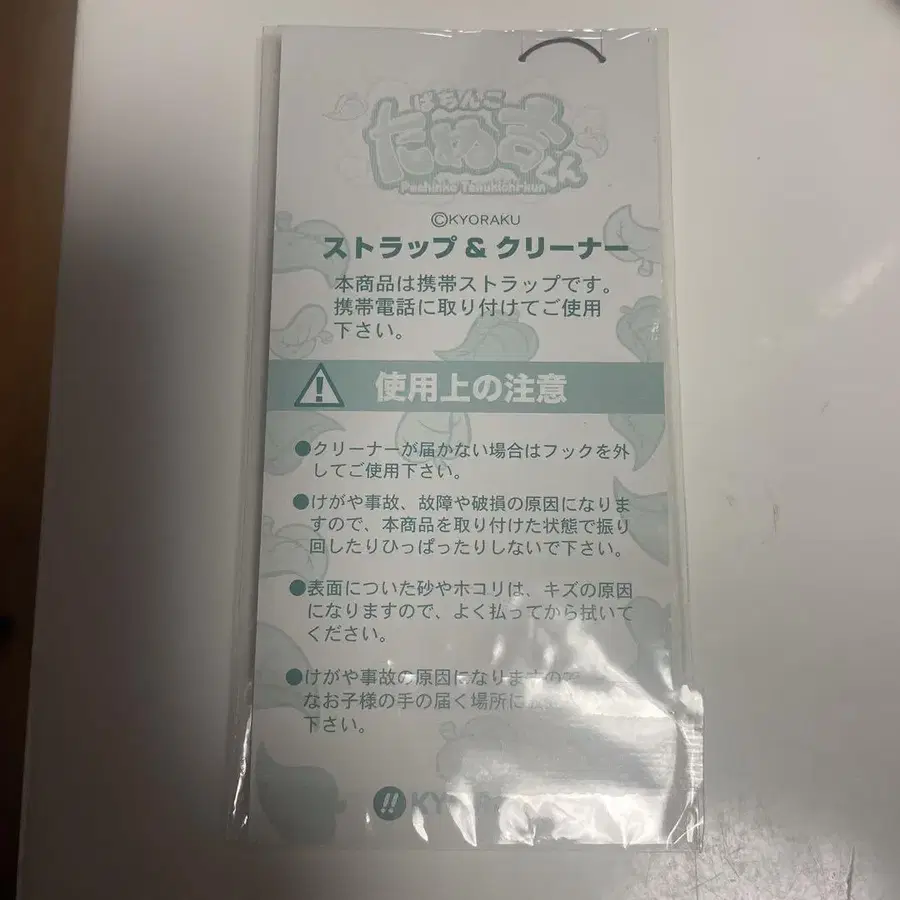 ぱちんこ
たぬ吉
くん
Pachinko Tanukichi-kun
©KYORAKU
ストラップ & クリーナー
本商品は携帯ストラップです。
携帯電話に取り付けてご使用
下さい。
使用上の注意
●クリーナーが届かない場合はフックを外
してご使用下さい。
●けがや事故、故障や破損の原因になりま
すので、本商品を取り付けた状態で振り
回したりひっぱったりしないで下さい。
●表面についた砂やホコリは、キズの原因
になりますので、よく払ってから拭いて
ください。
●けがや事故の原因になりますの
なお子様の手の届く場所に
下さい。
!! KYORA